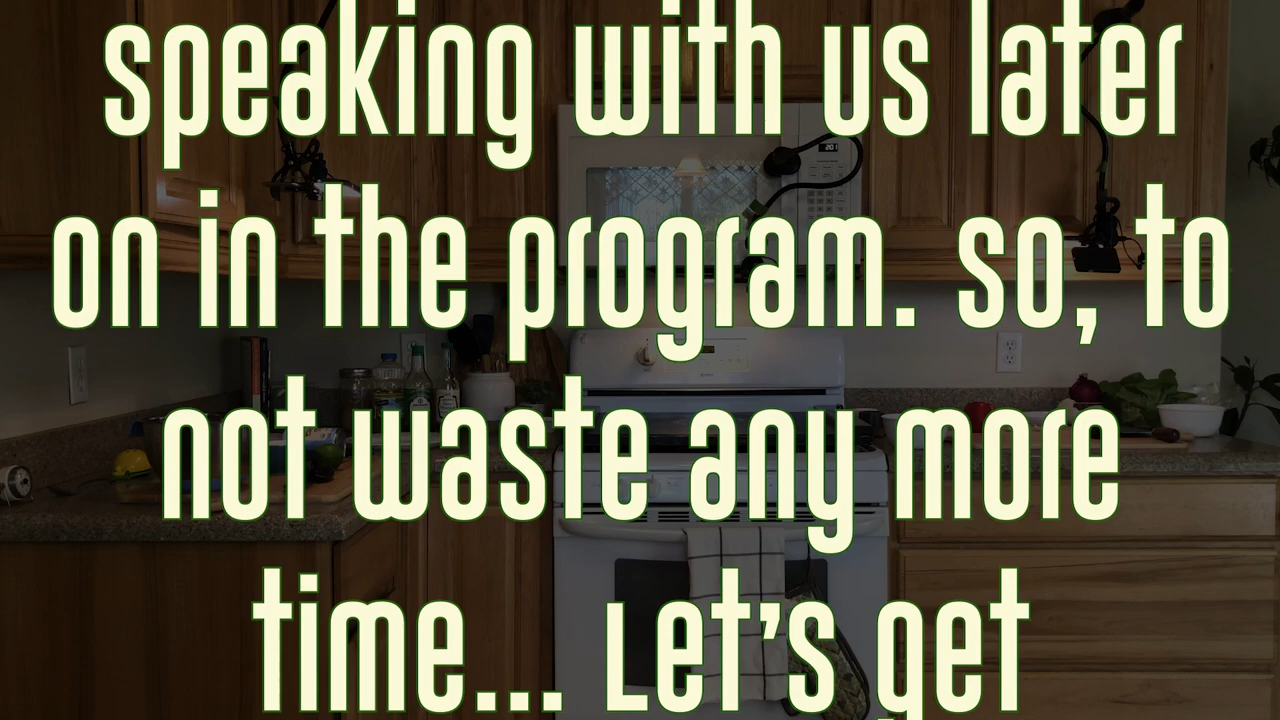 speaking with us later
on in the program. so, to
not waste any more
time... Let's get